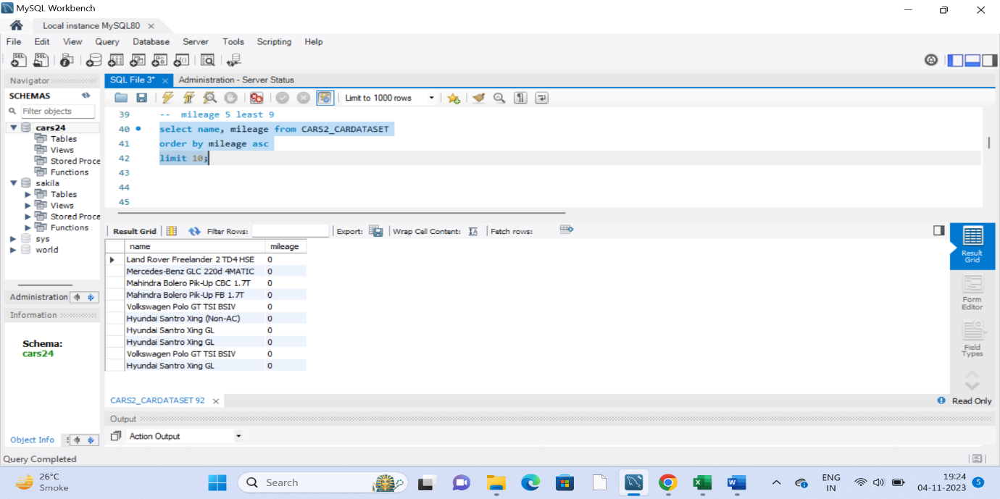 MySQL Workbench
Local instance MySQL80
File Edit View Query Database Server Tools Scripting Help
Navigator
SCHEMAS
Filter objects
cars24
Tables
Views
Stored Proce
Functions
sakila
Tables
Views
Stored Proce
Functions
sys
world
Administration
Information
Schema:
cars24
Object Info
SQL File 3*
Administration - Server Status
Limit to 1000 rows
39 -- mileage 5 least 9
40 select name, mileage from CARS2_CARDATASET
41 order by mileage asc
42 limit 10;
43
44
45
Result Grid Filter Rows: Export: Wrap Cell Content: Fetch rows:
name mileage
Land Rover Freelander 2 TD4 HSE 0
Mercedes-Benz GLC 220d 4MATIC 0
Mahindra Bolero Pik-Up CBC 1.7T 0
Mahindra Bolero Pik-Up FB 1.7T 0
Volkswagen Polo GT TSI BSIV 0
Hyundai Santro Xing (Non-AC) 0
Hyundai Santro Xing GL 0
Hyundai Santro Xing GL 0
Volkswagen Polo GT TSI BSIV 0
Hyundai Santro Xing GL 0
Result
Grid
Form
Editor
Field
Types
CARS2_CARDATASET 92
Read Only
Output
Action Output
Query Completed
26°C
Smoke
Search
ENG
IN
19:24
04-11-2023
5